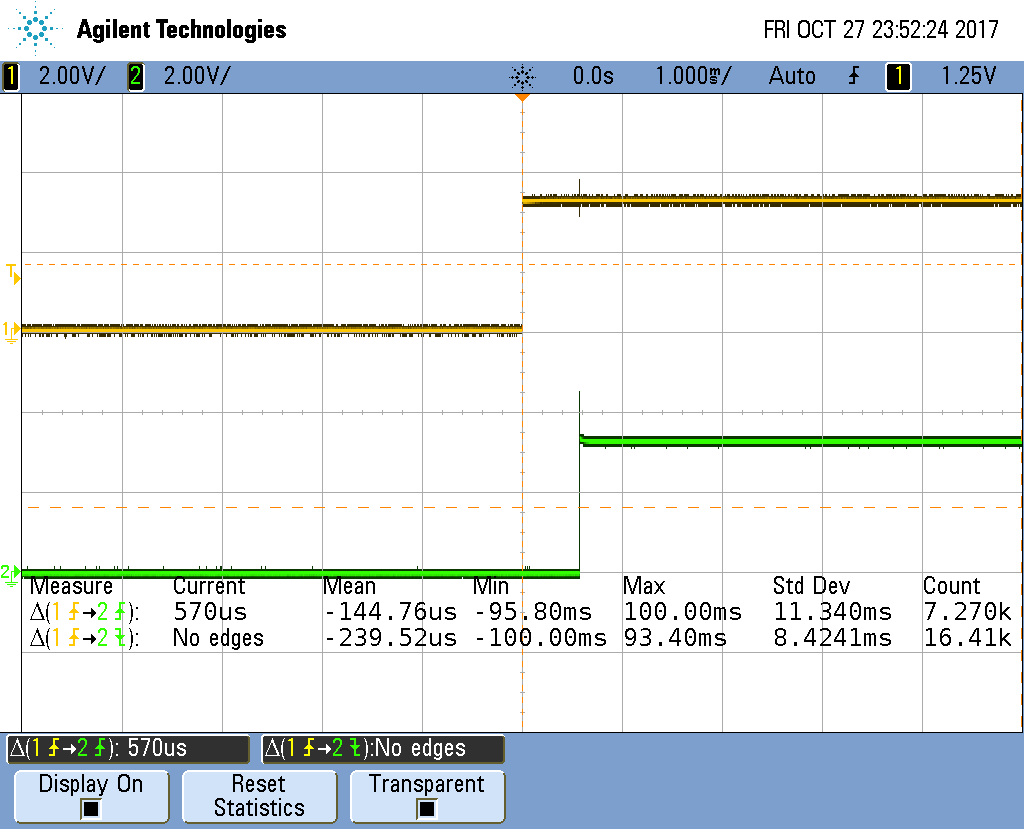 Agilent Technologies
FRI OCT 27 23:52:24 2017
1 2.00V/ 2 2.00V/ 0.0s 1.000ms/ Auto 1 1.25V
T
1
2
Measure Current Mean Min Max Std Dev Count
Δ(1→2): 570us -144.76us -95.80ms 100.00ms 11.340ms 7.270k
Δ(1→2): No edges -239.52us -100.00ms 93.40ms 8.4241ms 16.41k
Δ(1→2): 570us Δ(1→2):No edges
Display On
Reset
Statistics
Transparent